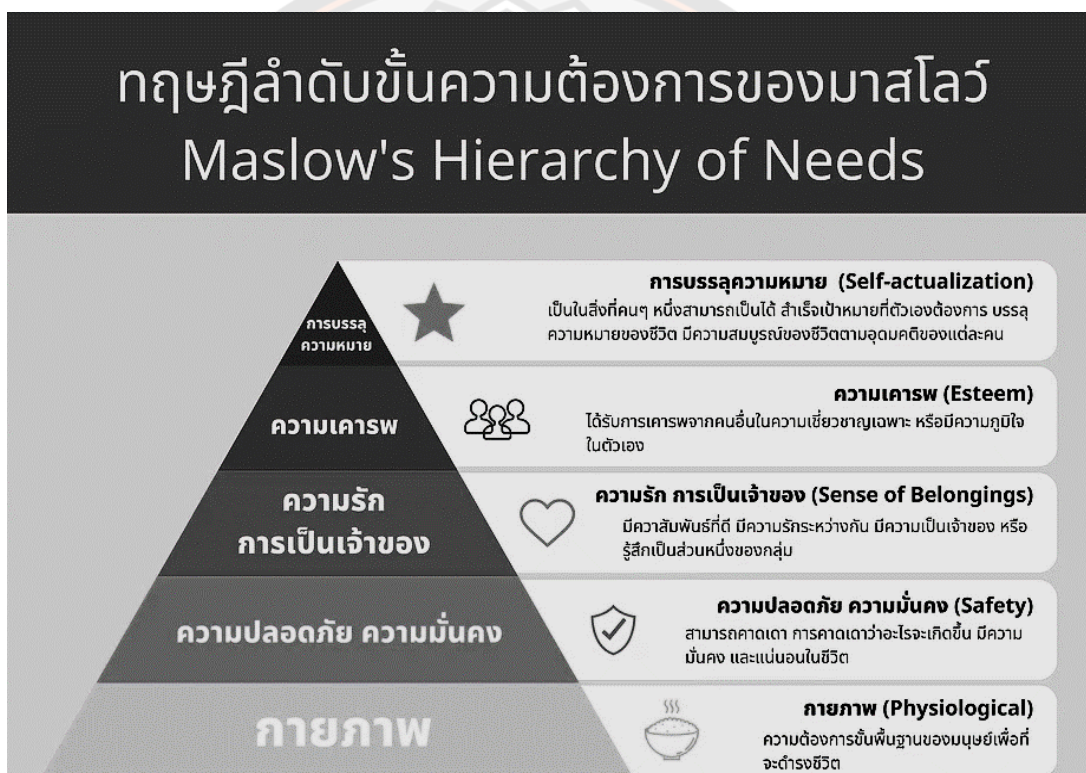 ทฤษฎีลำดับขั้นความต้องการของมาสโลว์
Maslow's Hierarchy of Needs
การบรรลุ
ความหมาย
การบรรลุความหมาย (Self-actualization)
เป็นในสิ่งที่คนๆ หนึ่งสามารถเป็นได้ สำเร็จเป้าหมายที่ตัวเองต้องการ บรรลุ
ความหมายของชีวิต มีความสมบูรณ์ของชีวิตตามอุดมคติของแต่ละคน
ความเคารพ
ความเคารพ (Esteem)
ได้รับการเคารพจากคนอื่นในความเชี่ยวชาญเฉพาะ หรือมีความภูมิใจ
ในตัวเอง
ความรัก
การเป็นเจ้าของ
ความรัก การเป็นเจ้าของ (Sense of Belongings)
มีควาสัมพันธ์ที่ดี มีความรักระหว่างกัน มีความเป็นเจ้าของ หรือ
รู้สึกเป็นส่วนหนึ่งของกลุ่ม
ความปลอดภัย ความมั่นคง
ความปลอดภัย ความมั่นคง (Safety)
สามารถคาดเดา การคาดเดาว่าอะไรจะเกิดขึ้น มีความ
มั่นคง และแน่นอนในชีวิต
กายภาพ
กายภาพ (Physiological)
ความต้องการขั้นพื้นฐานของมนุษย์เพื่อที่
จะดำรงชีวิต